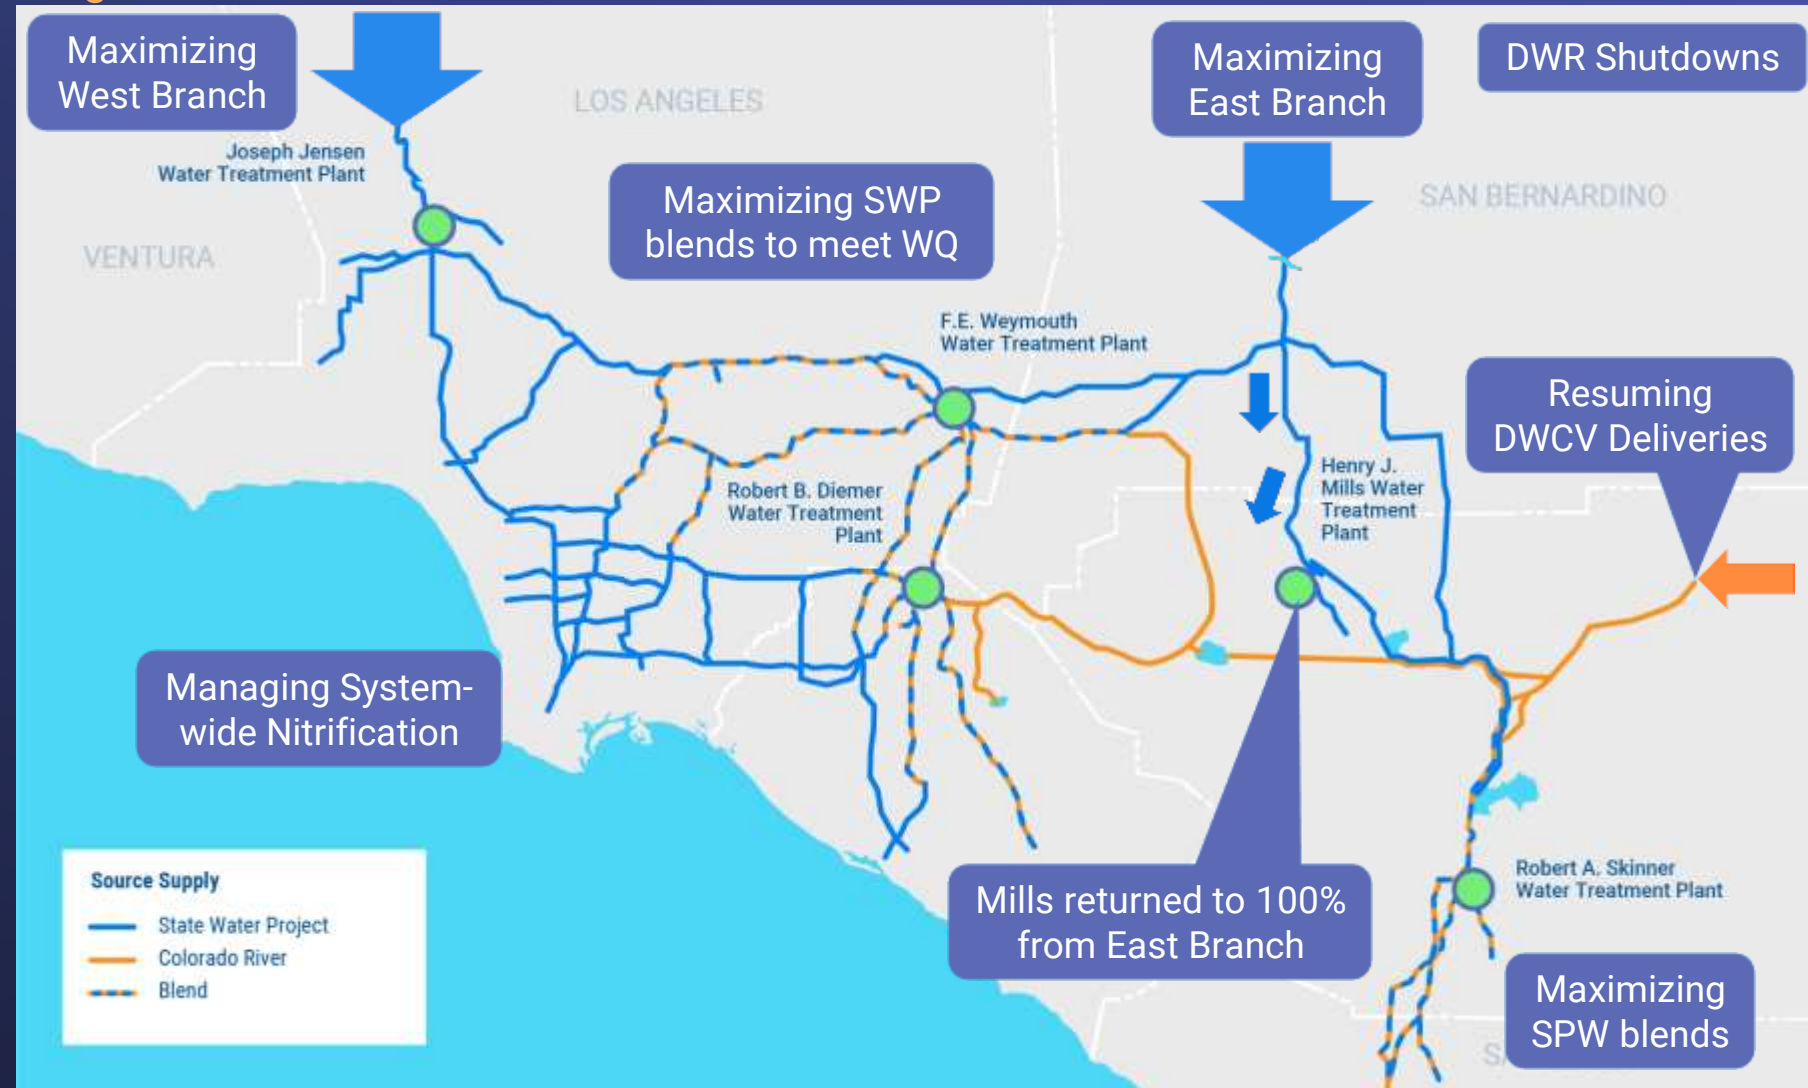 Maximizing
West Branch
Maximizing
East Branch
DWR Shutdowns
LOS ANGELES
Joseph Jensen
Water Treatment Plant
Maximizing SWP
blends to meet WQ
SAN BERNARDINO
VENTURA
F.E. Weymouth
Water Treatment Plant
Resuming
DWCV Deliveries
Henry J.
Mills Water
Treatment
Plant
Robert B. Diemer
Water Treatment
Plant
Managing System-
wide Nitrification
Mills returned to 100%
from East Branch
Robert A. Skinner
Water Treatment Plant
Maximizing
SPW blends
Source Supply
State Water Project
Colorado River
Blend